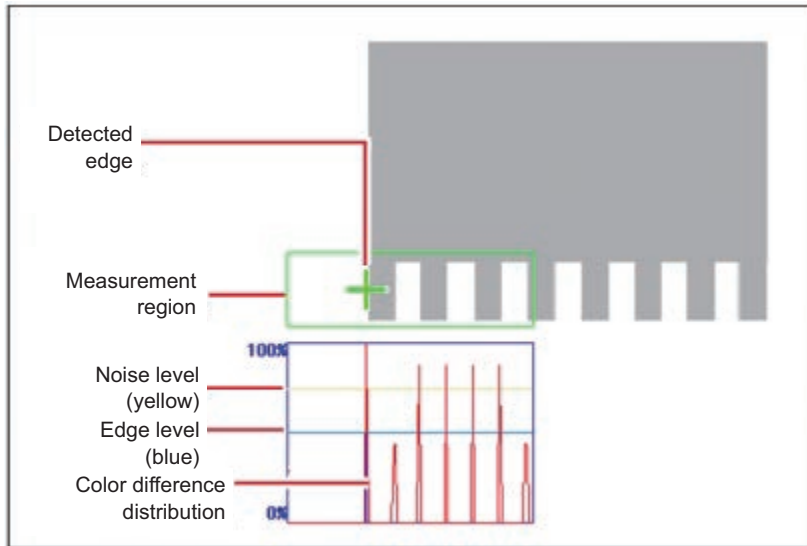 Detected
edge
Measurement
region
100%
Noise level
(yellow)
Edge level
(blue)
Color difference
distribution
0%